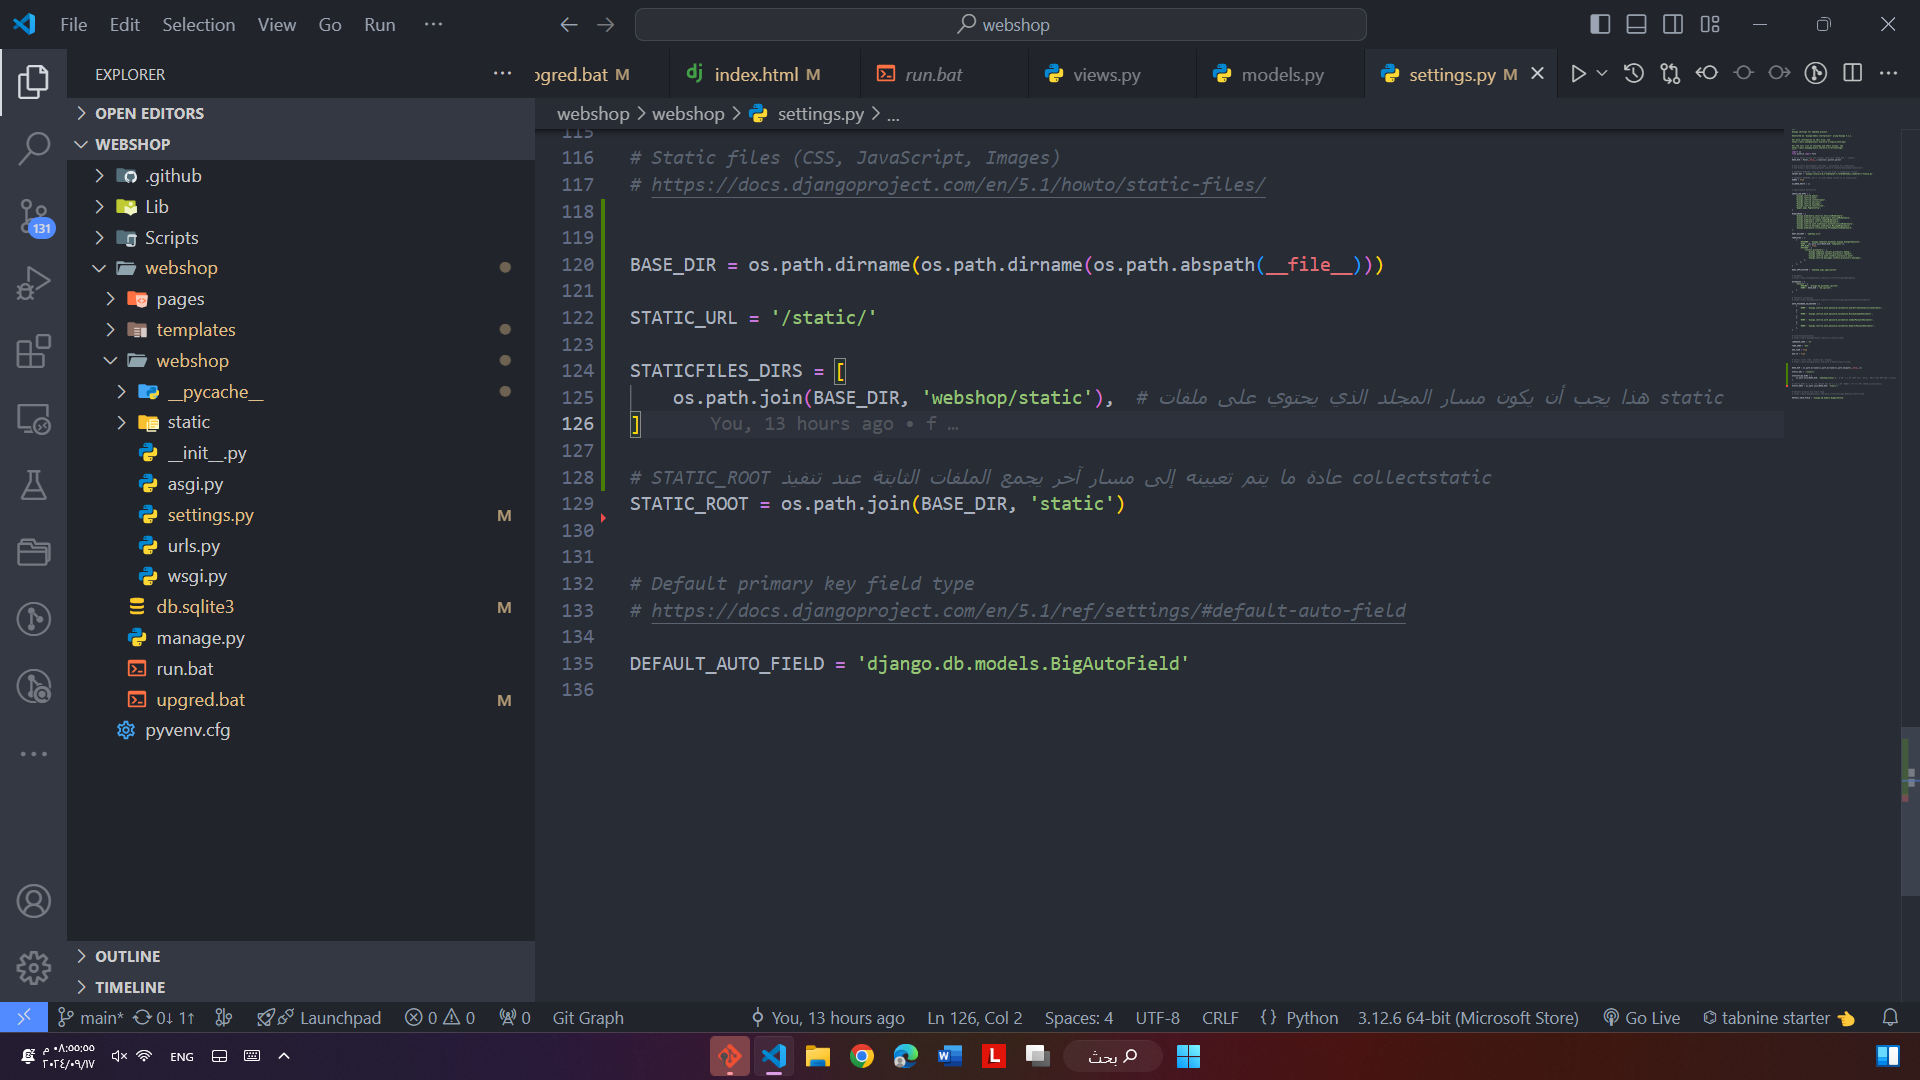 File Edit Selection View Go Run ···
webshop
EXPLORER ···
OPEN EDITORS
WEBSHOP
.github
Lib
Scripts
webshop
pages
templates
webshop
__pycache__
static
__init__.py
asgi.py
settings.py M
urls.py
wsgi.py
db.sqlite3 M
manage.py
run.bat
upgred.bat M
pyvenv.cfg
OUTLINE
TIMELINE
131
pgred.bat M index.html M run.bat views.py models.py settings.py M
webshop > webshop > settings.py > ...
115
116 # Static files (CSS, JavaScript, Images)
117 # https://docs.djangoproject.com/en/5.1/howto/static-files/
118
119
120 BASE_DIR = os.path.dirname(os.path.dirname(os.path.abspath(__file__)))
121
122 STATIC_URL = '/static/'
123
124 STATICFILES_DIRS = [
125 os.path.join(BASE_DIR, 'webshop/static'), # هذا يجب أن يكون مسار المجلد الذي يحتوي على ملفات static
126 ] You, 13 hours ago • f …
127
128 # STATIC_ROOT عادة ما يتم تعيينه إلى مسار آخر يجمع الملفات الثابتة عند تنفيذ collectstatic
129 STATIC_ROOT = os.path.join(BASE_DIR, 'static')
130
131
132 # Default primary key field type
133 # https://docs.djangoproject.com/en/5.1/ref/settings/#default-auto-field
134
135 DEFAULT_AUTO_FIELD = 'django.db.models.BigAutoField'
136
main* 0↓ 1↑ Launchpad 0 0 0 Git Graph You, 13 hours ago Ln 126, Col 2 Spaces: 4 UTF-8 CRLF {} Python 3.12.6 64-bit (Microsoft Store) Go Live tabnine starter
٠٨:٥٥:٥٥ م
٢٠٢٤/٠٩/١٧
ENG
بحث